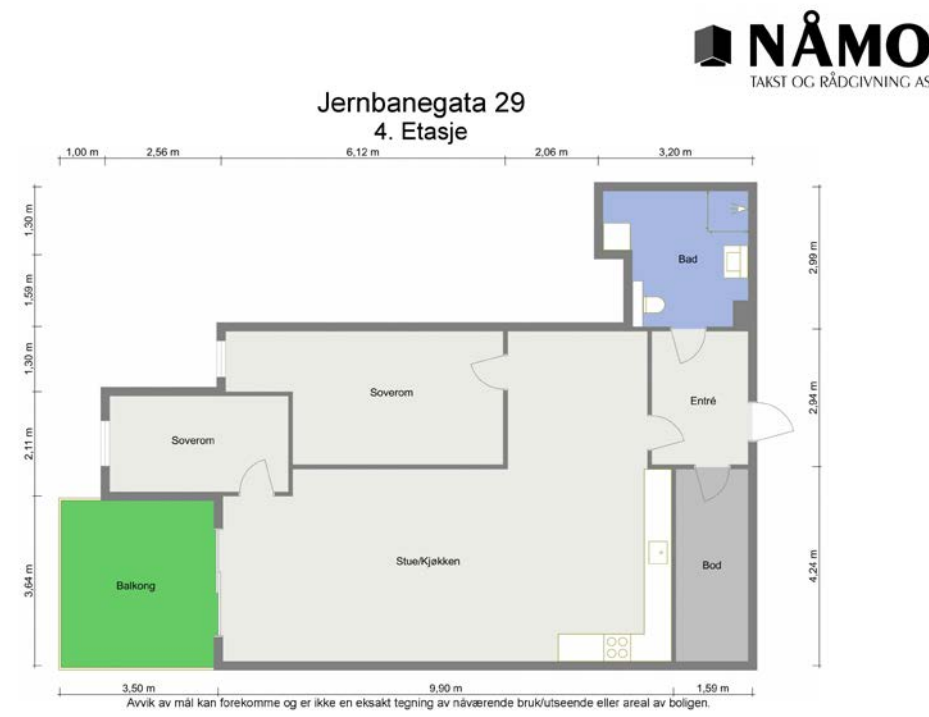 NÅMO
TAKST OG RÅDGIVNING AS
Jernbanegata 29
4. Etasje
1,00 m
2,56 m
6,12 m
2,06 m
3,20 m
1,30 m
1,59 m
1,30 m
2,11 m
3,64 m
2,99 m
2,94 m
4,24 m
Bad
Soverom
Entré
Soverom
Stue/Kjøkken
Bod
Balkong
3,50 m
9,90 m
1,59 m
Avvik av mål kan forekomme og er ikke en eksakt tegning av nåværende bruk/utseende eller areal av boligen.